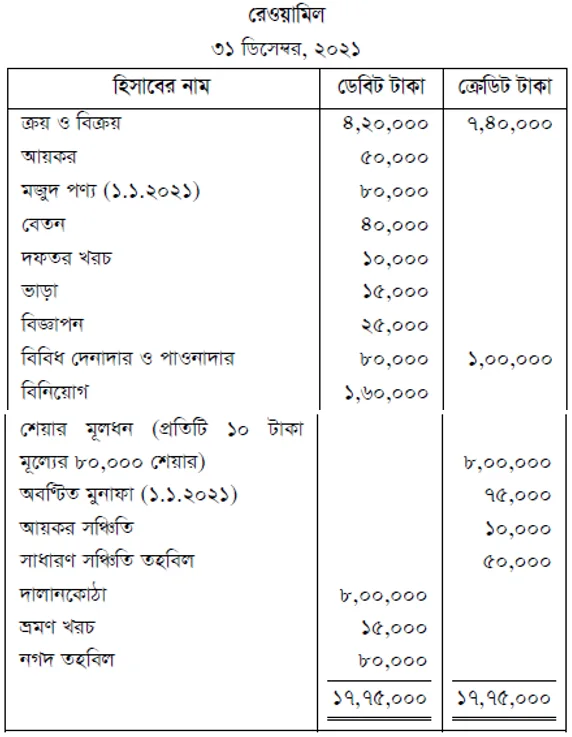 রেওয়ামিল
৩১ ডিসেম্বর, ২০২১
হিসাবের নাম ডেবিট টাকা ক্রেডিট টাকা
ক্রয় ও বিক্রয় ৪,২০,০০০ ৭,৪০,০০০
আয়কর ৫০,০০০
মজুদ পণ্য (১.১.২০২১) ৮০,০০০
বেতন ৪০,০০০
দফতর খরচ ১০,০০০
ভাড়া ১৫,০০০
বিজ্ঞাপন ২৫,০০০
বিবিধ দেনাদার ও পাওনাদার ৮০,০০০ ১,০০,০০০
বিনিয়োগ ১,৬০,০০০
শেয়ার মূলধন (প্রতিটি ১০ টাকা
মূল্যের ৮০,০০০ শেয়ার) ৮,০০,০০০
অবণ্টিত মুনাফা (১.১.২০২১) ৭৫,০০০
আয়কর সঞ্চিতি ১০,০০০
সাধারণ সঞ্চিতি তহবিল ৫০,০০০
দালানকোঠা ৮,০০,০০০
ভ্রমণ খরচ ১৫,০০০
নগদ তহবিল ৮০,০০০
১৭,৭৫,০০০ ১৭,৭৫,০০০